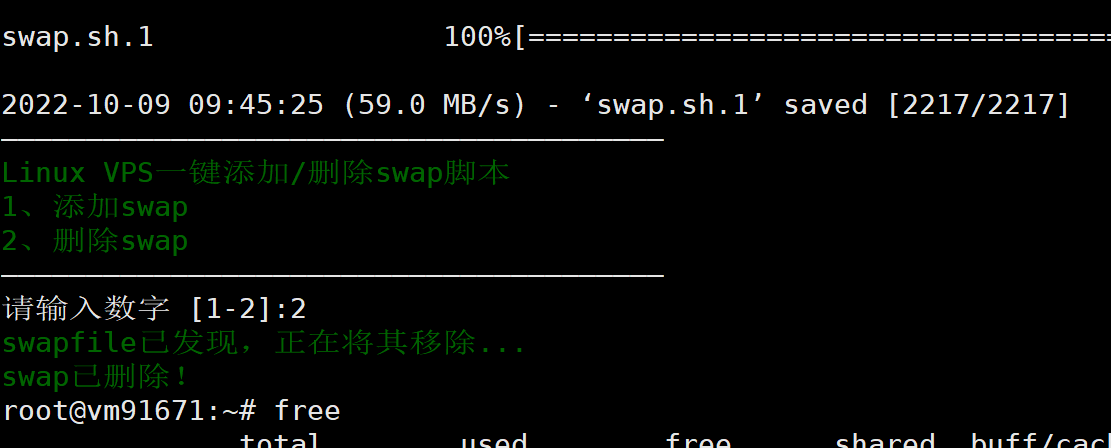 swap.sh.1 100%[===================================
2022-10-09 09:45:25 (59.0 MB/s) - ‘swap.sh.1’ saved [2217/2217]
———————————————————————————————————————
Linux VPS一键添加/删除swap脚本
1、添加swap
2、删除swap
———————————————————————————————————————
请输入数字 [1-2]:2
swapfile已发现，正在将其移除...
swap已删除！
root@vm91671:~# free
total used free shared